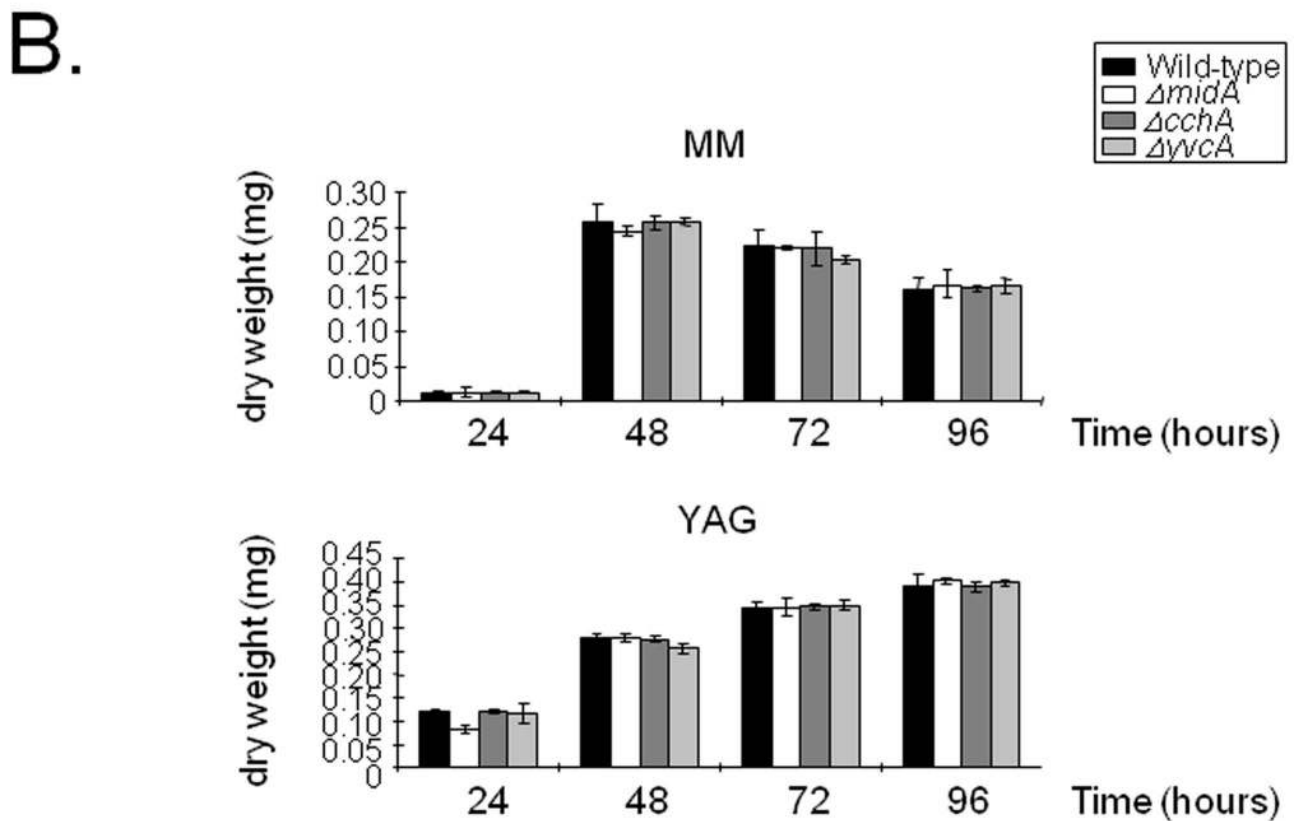 B.
Wild-type
ΔmidA
ΔcchA
ΔyvcA
MM
dry weight (mg)
0.30
0.25
0.20
0.15
0.10
0.05
0
24 48 72 96 Time (hours)
YAG
dry weight (mg)
0.45
0.40
0.35
0.30
0.25
0.20
0.15
0.10
0.05
0
24 48 72 96 Time (hours)